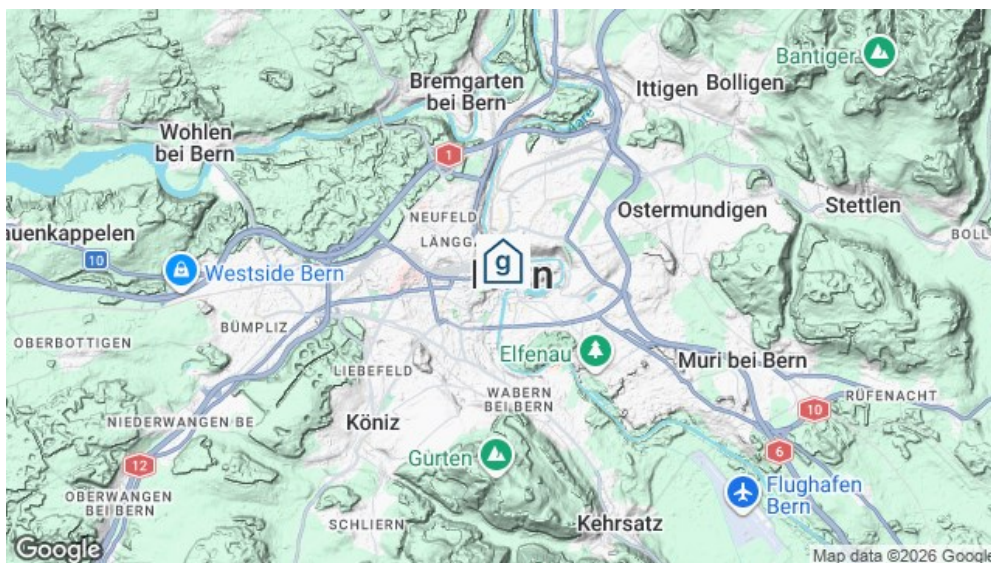 Bantiger
Bremgarten
bei Bern
Ittigen
Bolligen
Wohlen
bei Bern
1
NEUFELD
Ostermundigen
Stettlen
auenkappelen
LÄNGGA
BOLL
10
Westside Bern
g
n
BÜMPLIZ
OBERBOTTIGEN
Elfenau
Muri bei Bern
LIEBEFELD
WABERN
BEI BERN
RÜFENACHT
10
NIEDERWANGEN BE
Köniz
6
12
Gurten
Flughafen
Bern
OBERWANGEN
BEI BERN
SCHLIERN
Kehrsatz
Google
Map data ©2026 Google